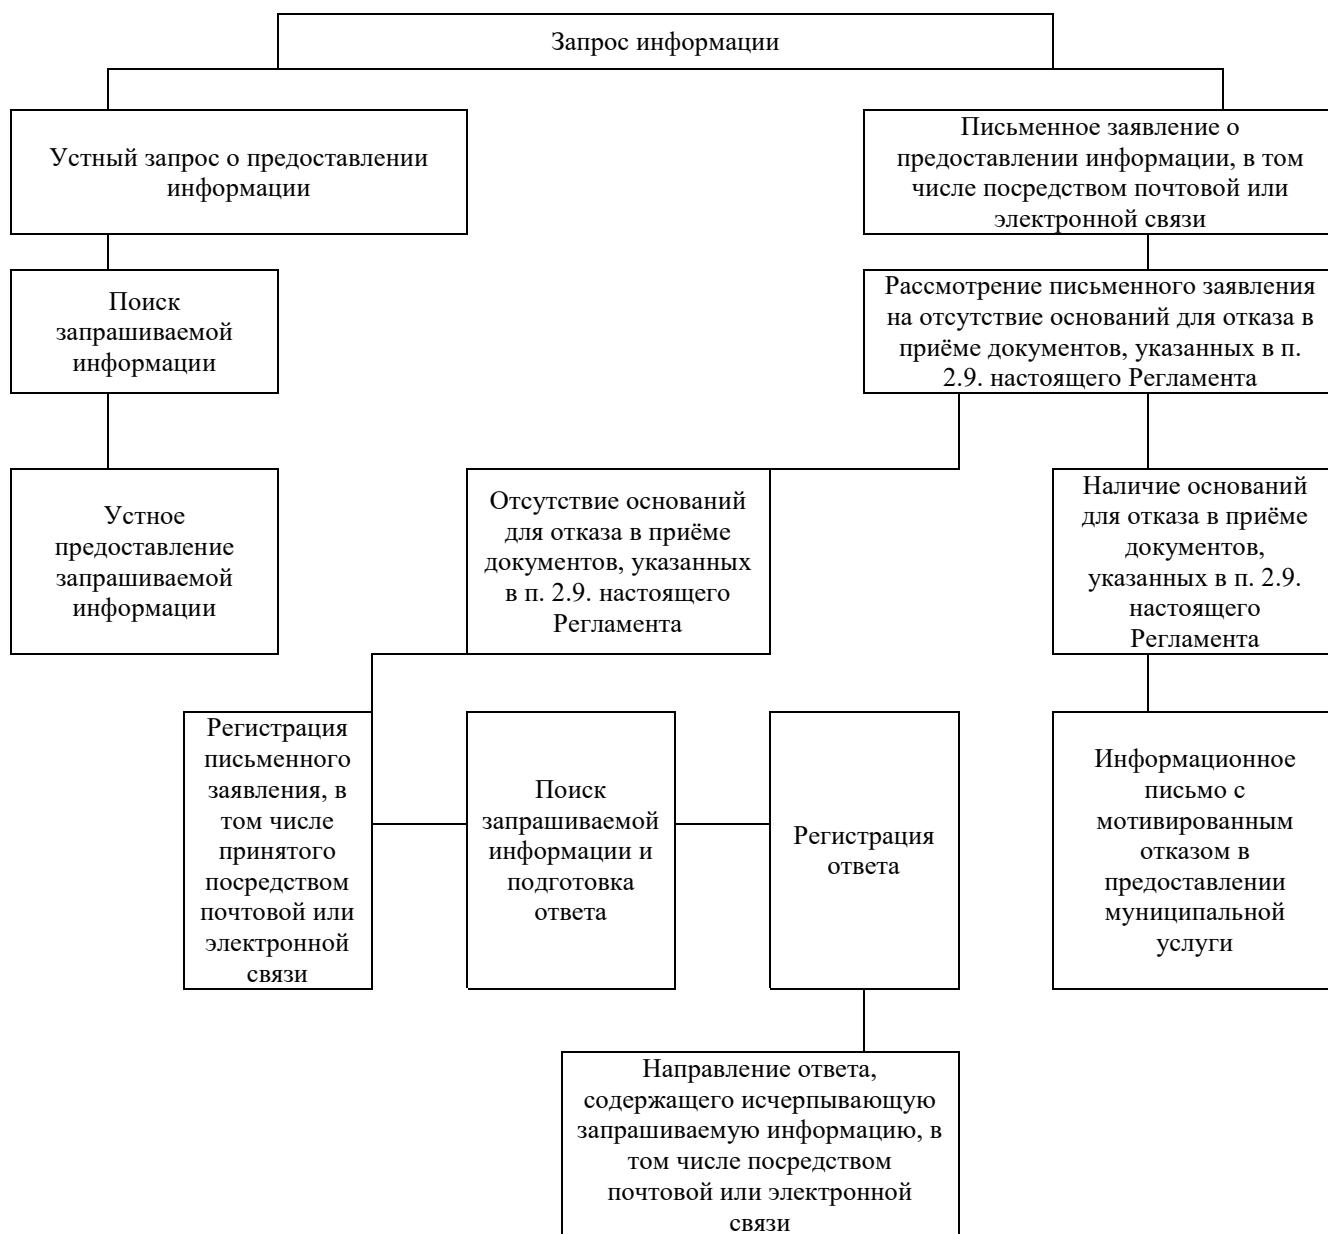 Запрос информации
Устный запрос о предоставлении
информации
Письменное заявление о
предоставлении информации, в том
числе посредством почтовой или
электронной связи
Поиск
запрашиваемой
информации
Рассмотрение письменного заявления
на отсутствие оснований для отказа в
приёме документов, указанных в п.
2.9. настоящего Регламента
Устное
предоставление
запрашиваемой
информации
Отсутствие оснований
для отказа в приёме
документов, указанных
в п. 2.9. настоящего
Регламента
Наличие оснований
для отказа в приёме
документов,
указанных в п. 2.9.
настоящего
Регламента
Регистрация
письменного
заявления, в
том числе
принятого
посредством
почтовой или
электронной
связи
Поиск
запрашиваемой
информации и
подготовка
ответа
Регистрация
ответа
Информационное
письмо с
мотивированным
отказом в
предоставлении
муниципальной
услуги
Направление ответа,
содержащего исчерпывающую
запрашиваемую информацию, в
том числе посредством
почтовой или электронной
связи